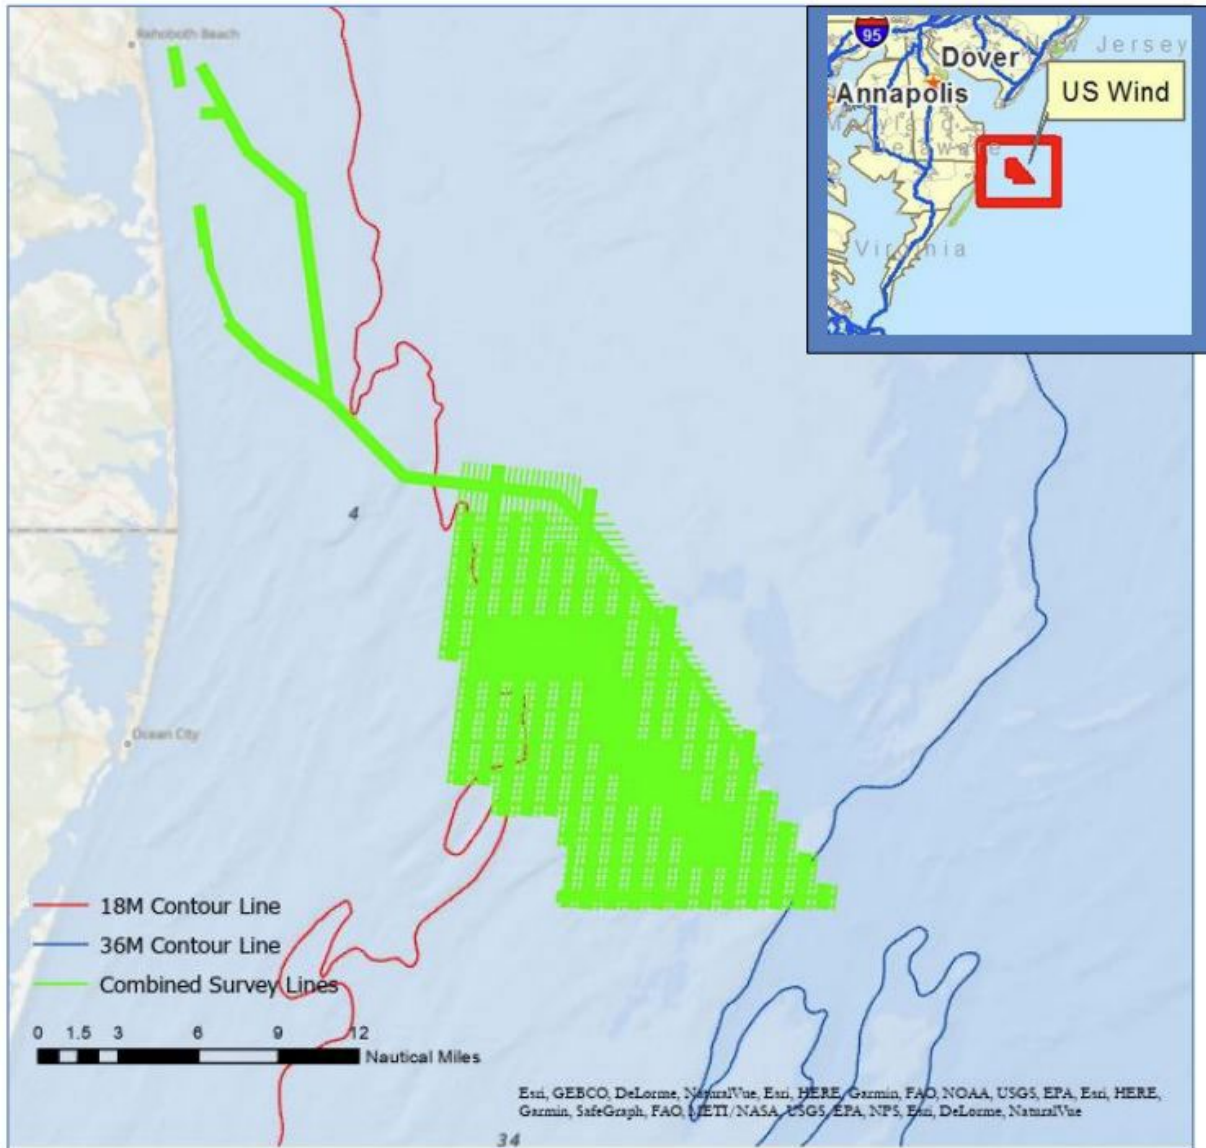 Rehoboth Beach
95
New Jersey
Dover
Annapolis
US Wind
Maryland
Delaware
Virginia
4
Ocean City
18M Contour Line
36M Contour Line
Combined Survey Lines
0 1.5 3 6 9 12
Nautical Miles
Esri, GEBCO, DeLorme, NaturalVue, Esri, HERE, Garmin, FAO, NOAA, USGS, EPA, Esri, HERE,
Garmin, SafeGraph, FAO, METI/NASA, USGS, EPA, NPS, Esri, DeLorme, NaturalVue
34